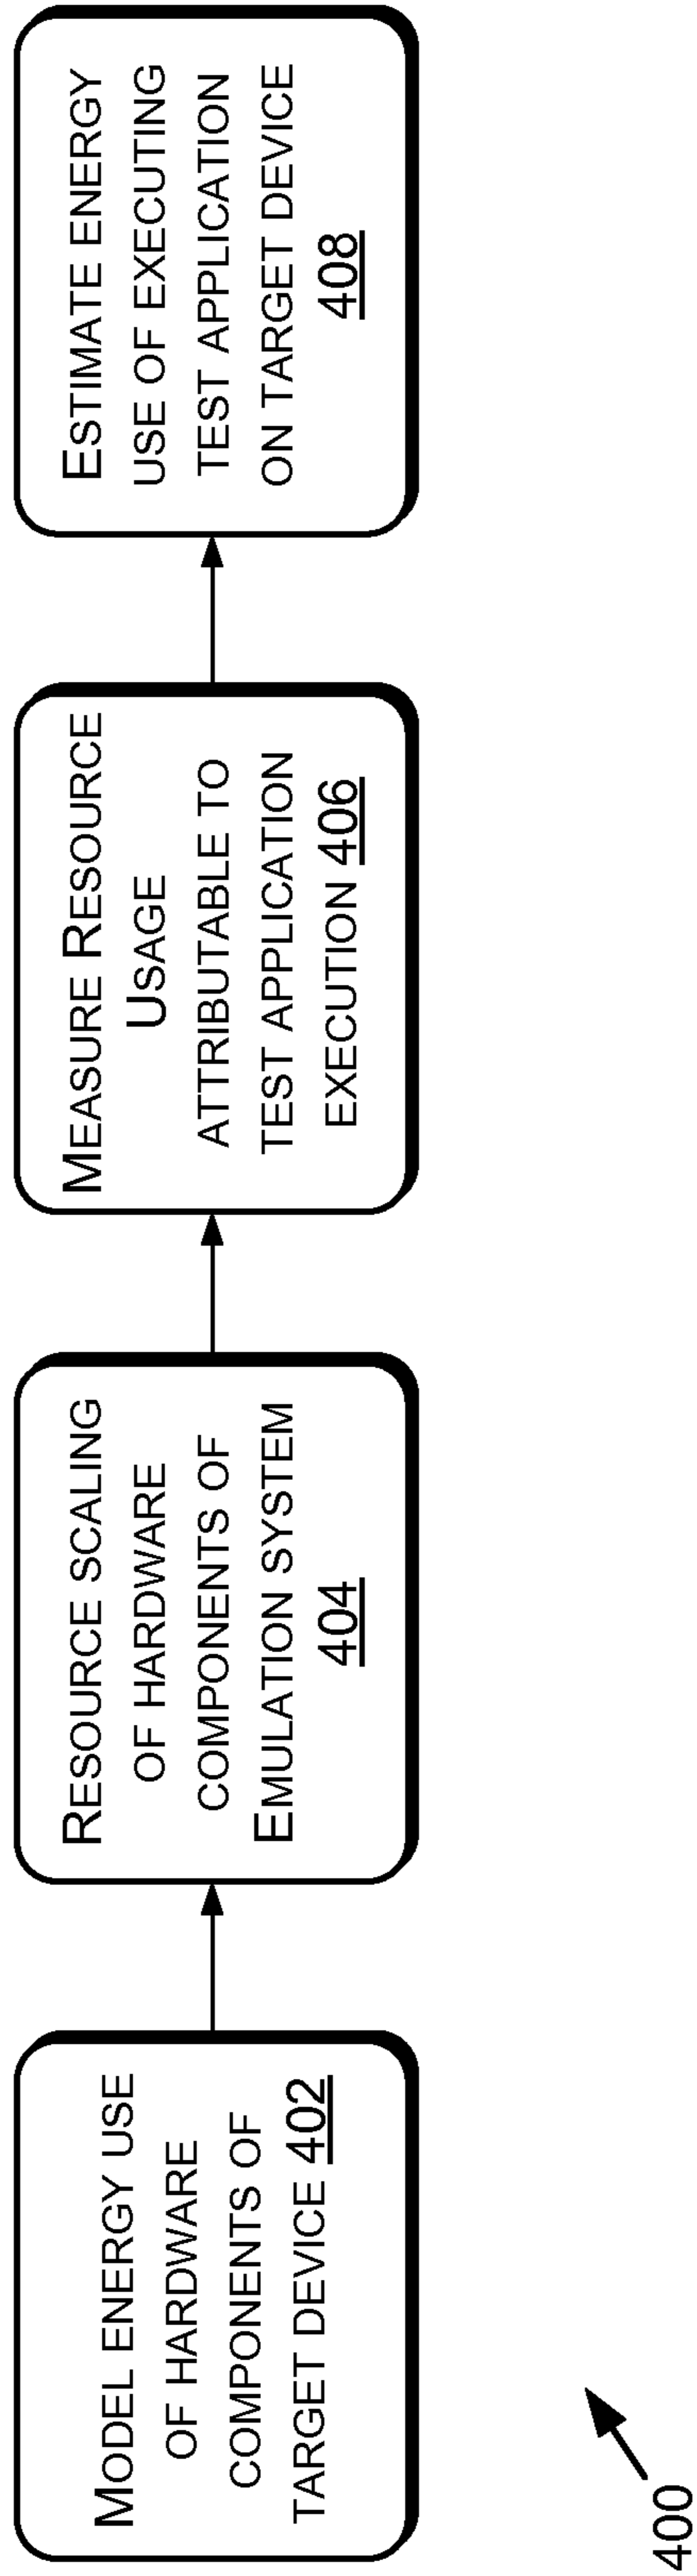 MODEL ENERGY USE
OF HARDWARE
COMPONENTS OF
TARGET DEVICE 402
RESOURCE SCALING
OF HARDWARE
COMPONENTS OF
EMULATION SYSTEM
404
MEASURE RESOURCE
USAGE
ATTRIBUTABLE TO
TEST APPLICATION
EXECUTION 406
ESTIMATE ENERGY
USE OF EXECUTING
TEST APPLICATION
ON TARGET DEVICE
408
400